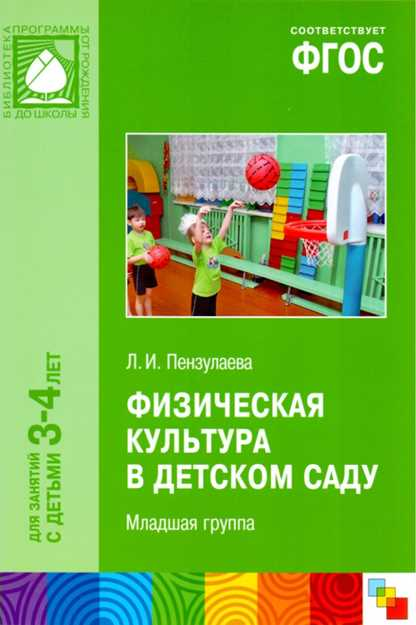 БИБЛИОТЕКА
ПРОГРАММЫ
ОТ РОЖДЕНИЯ
ДО ШКОЛЫ
СООТВЕТСТВУЕТ
ФГОС
Л. И. Пензулаева
ФИЗИЧЕСКАЯ
КУЛЬТУРА
В ДЕТСКОМ САДУ
Младшая группа
ДЛЯ ЗАНЯТИЙ
С ДЕТЬМИ 3-4 ЛЕТ